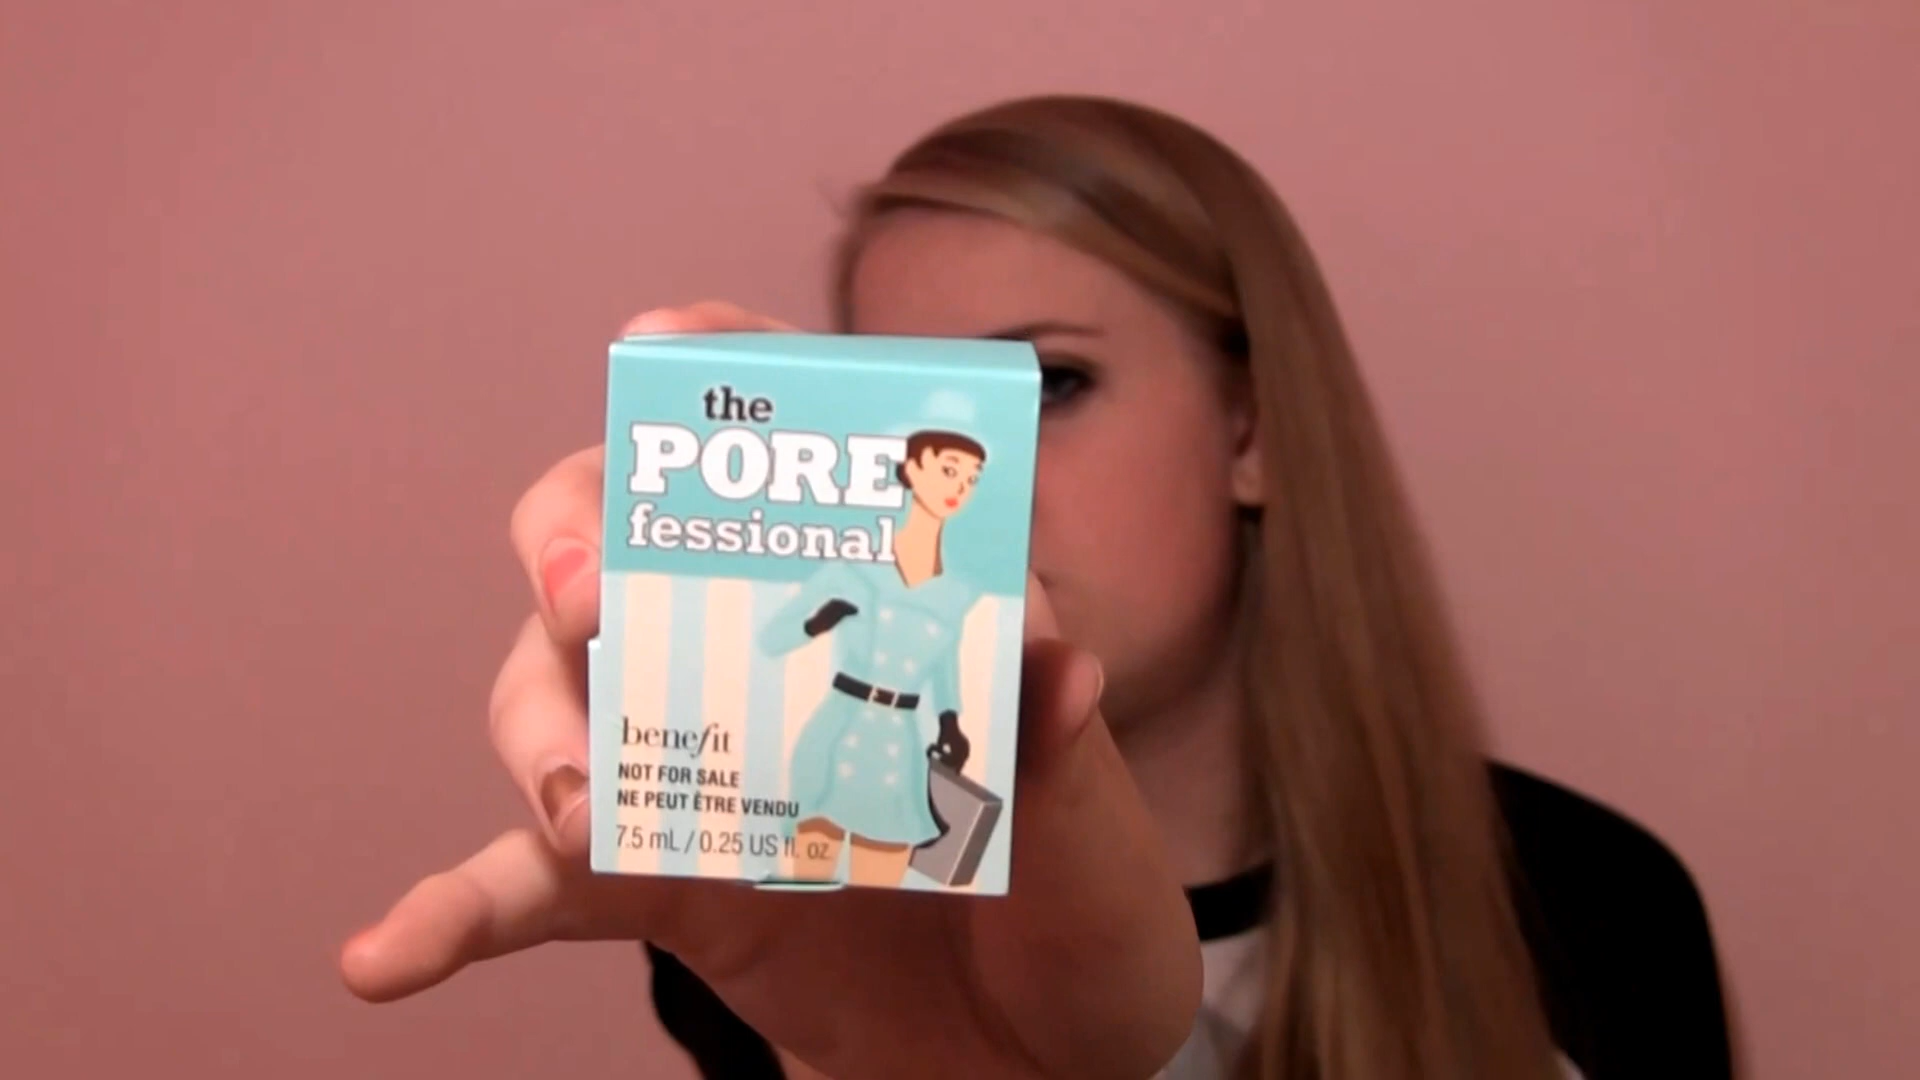 the
PORE
fessional
benefit
NOT FOR SALE
NE PEUT ÊTRE VENDU
7.5 mL / 0.25 US fl. oz.